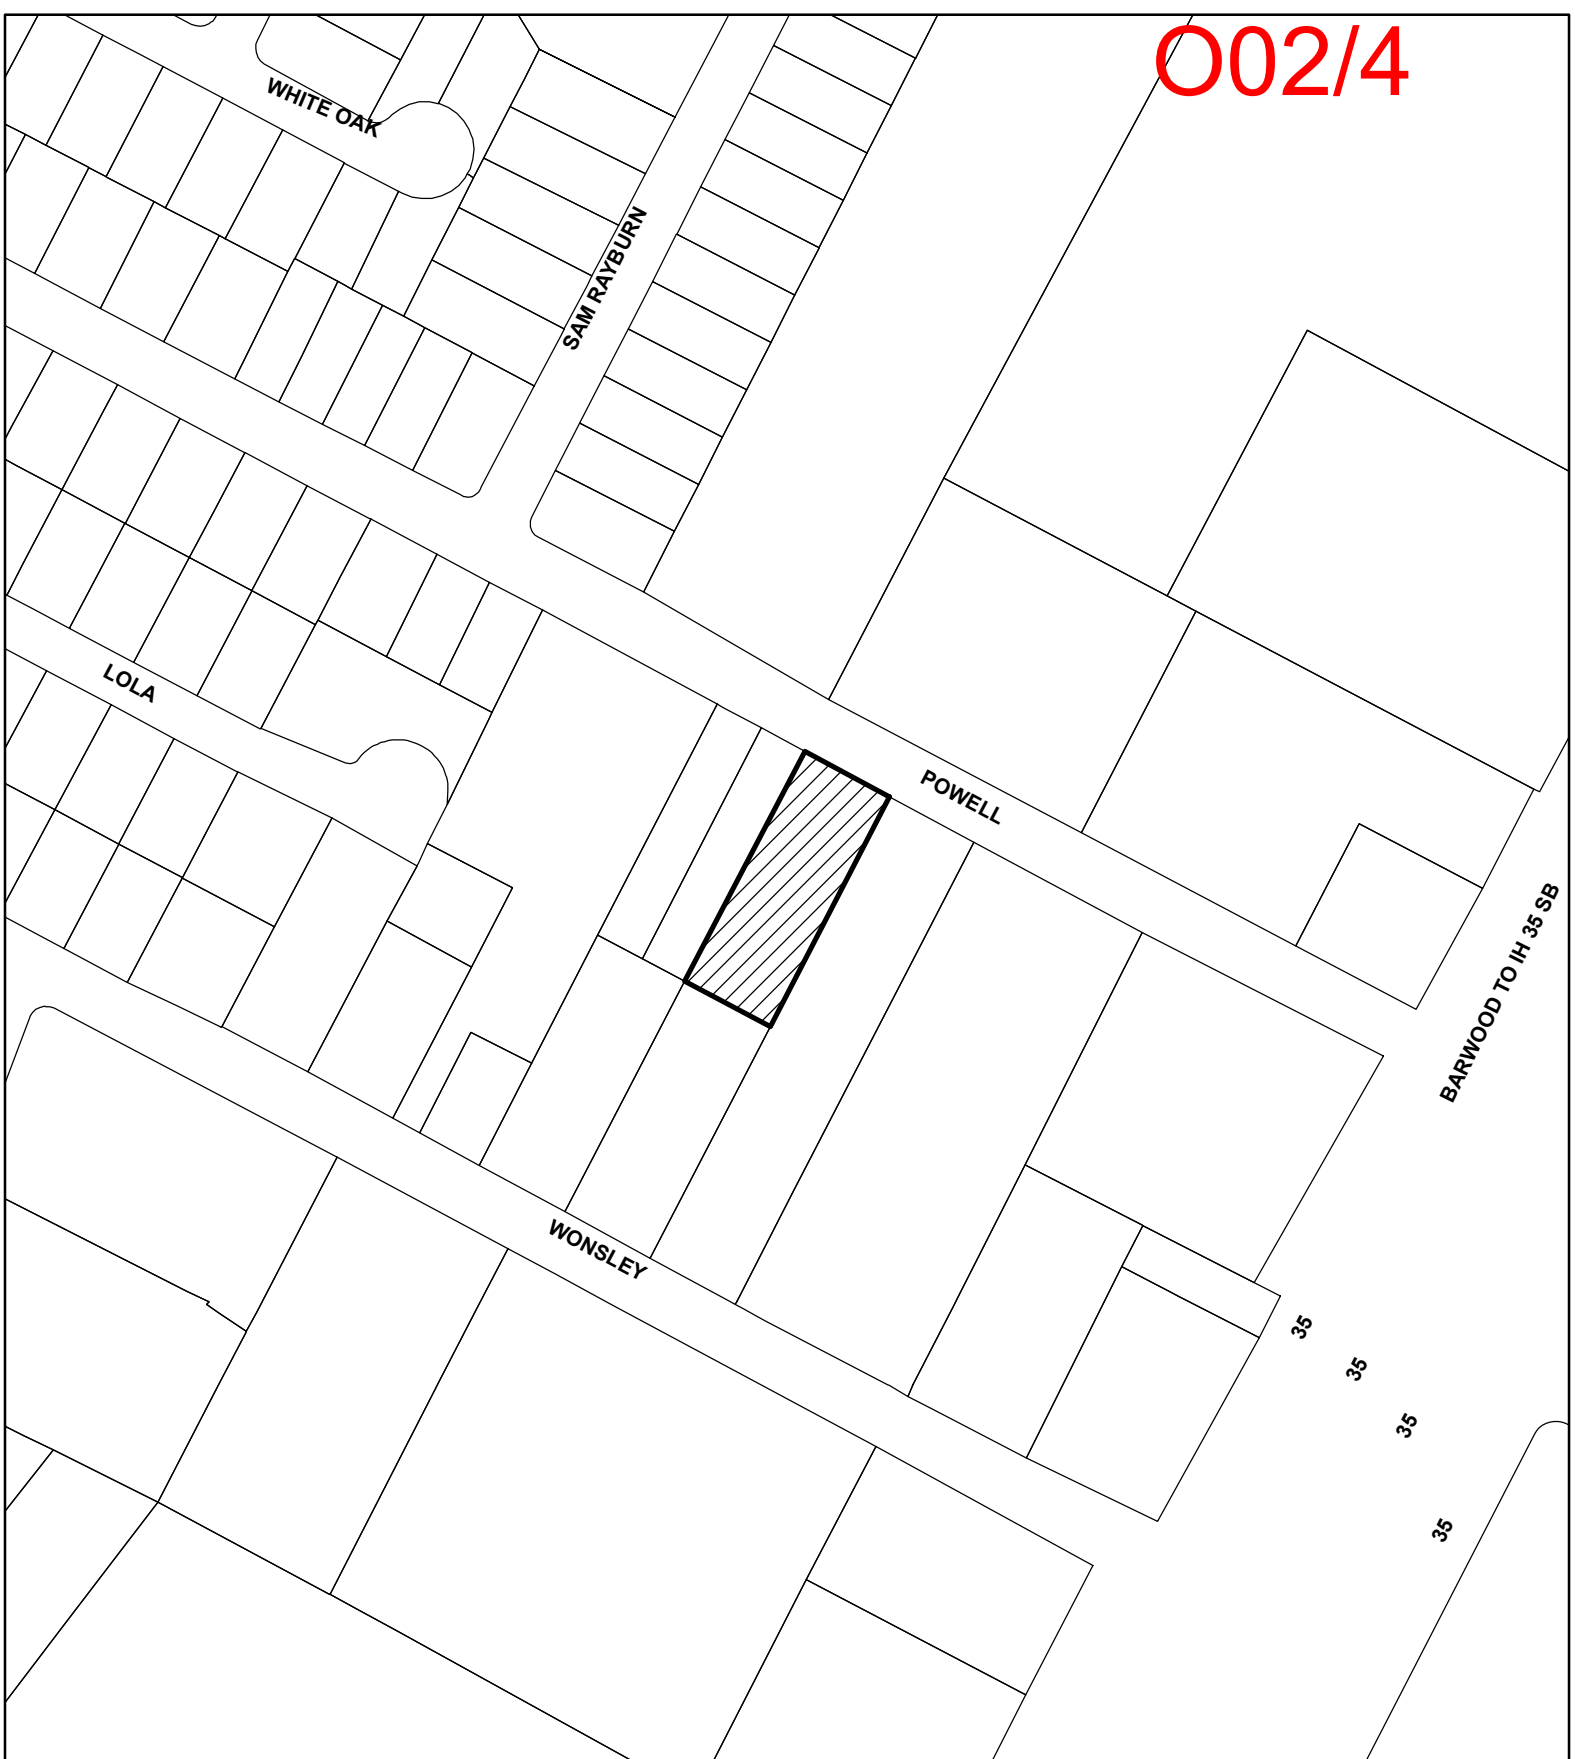 O02/4
WHITE OAK
SAM RAYBURN
LOLA
POWELL
BARWOOD TO IH 35 SB
WONSLEY
35
35
35
35